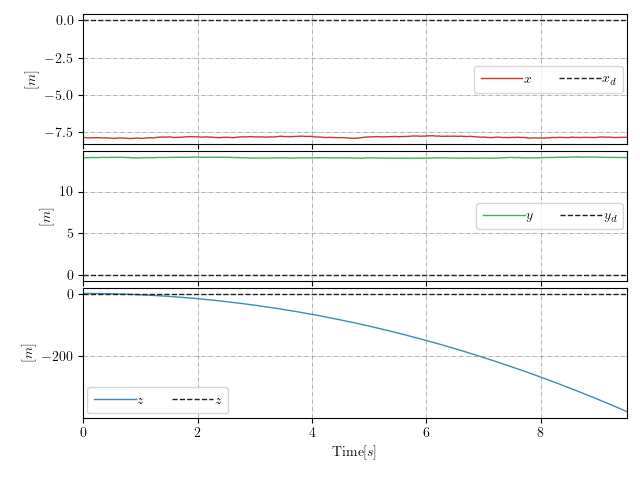 0.0
−2.5
−5.0
−7.5
[m]
x x_d
10
5
0
[m]
y y_d
0
−200
[m]
z z
0 2 4 6 8
Time[s]